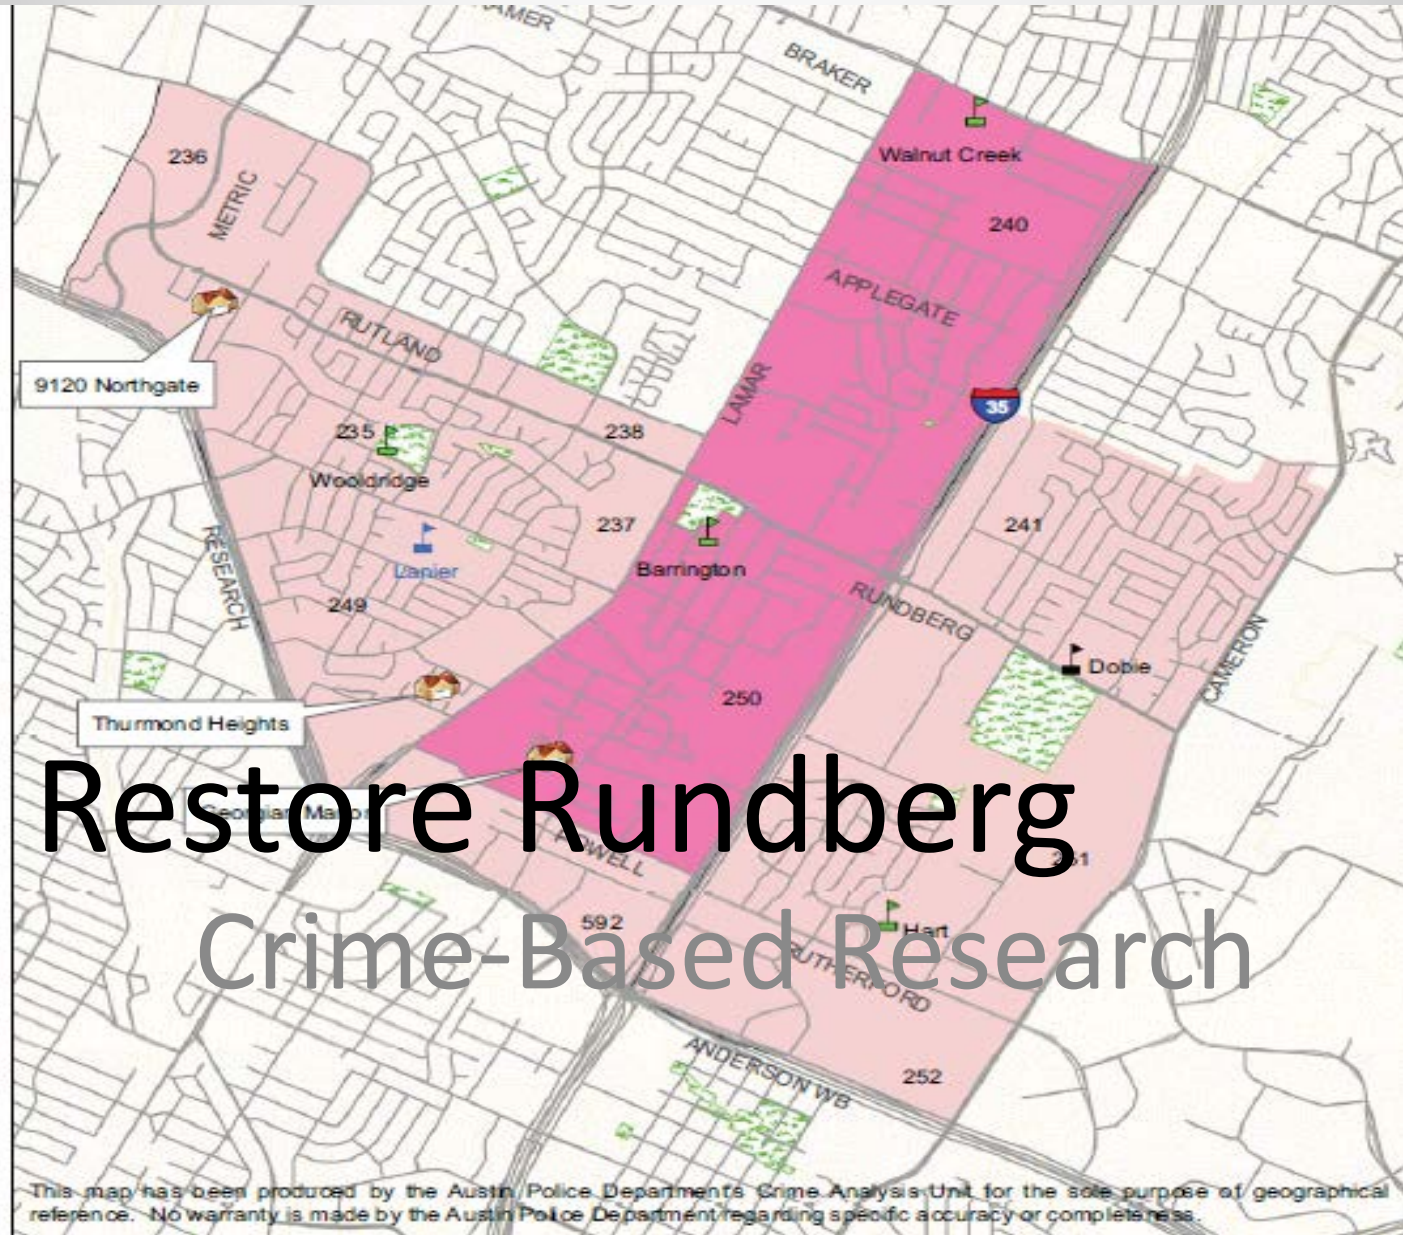 BRAKER
236
Walnut Creek
METRIC
240
APPLEGATE
RUTLAND
9120 Northgate
LAMAR
35
235
238
Wooldridge
237
241
RESEARCH
Lanier
Barrington
RUNDBERG
249
Dobie
CAMERON
250
Thurmond Heights
Restore Rundberg
592
Hart
Crime-Based Research
RUTHERFORD
ANDERSON WB
252
This map has been produced by the Austin Police Department's Crime Analysis Unit for the sole purpose of geographical
reference. No warranty is made by the Austin Police Department regarding specific accuracy or completeness.